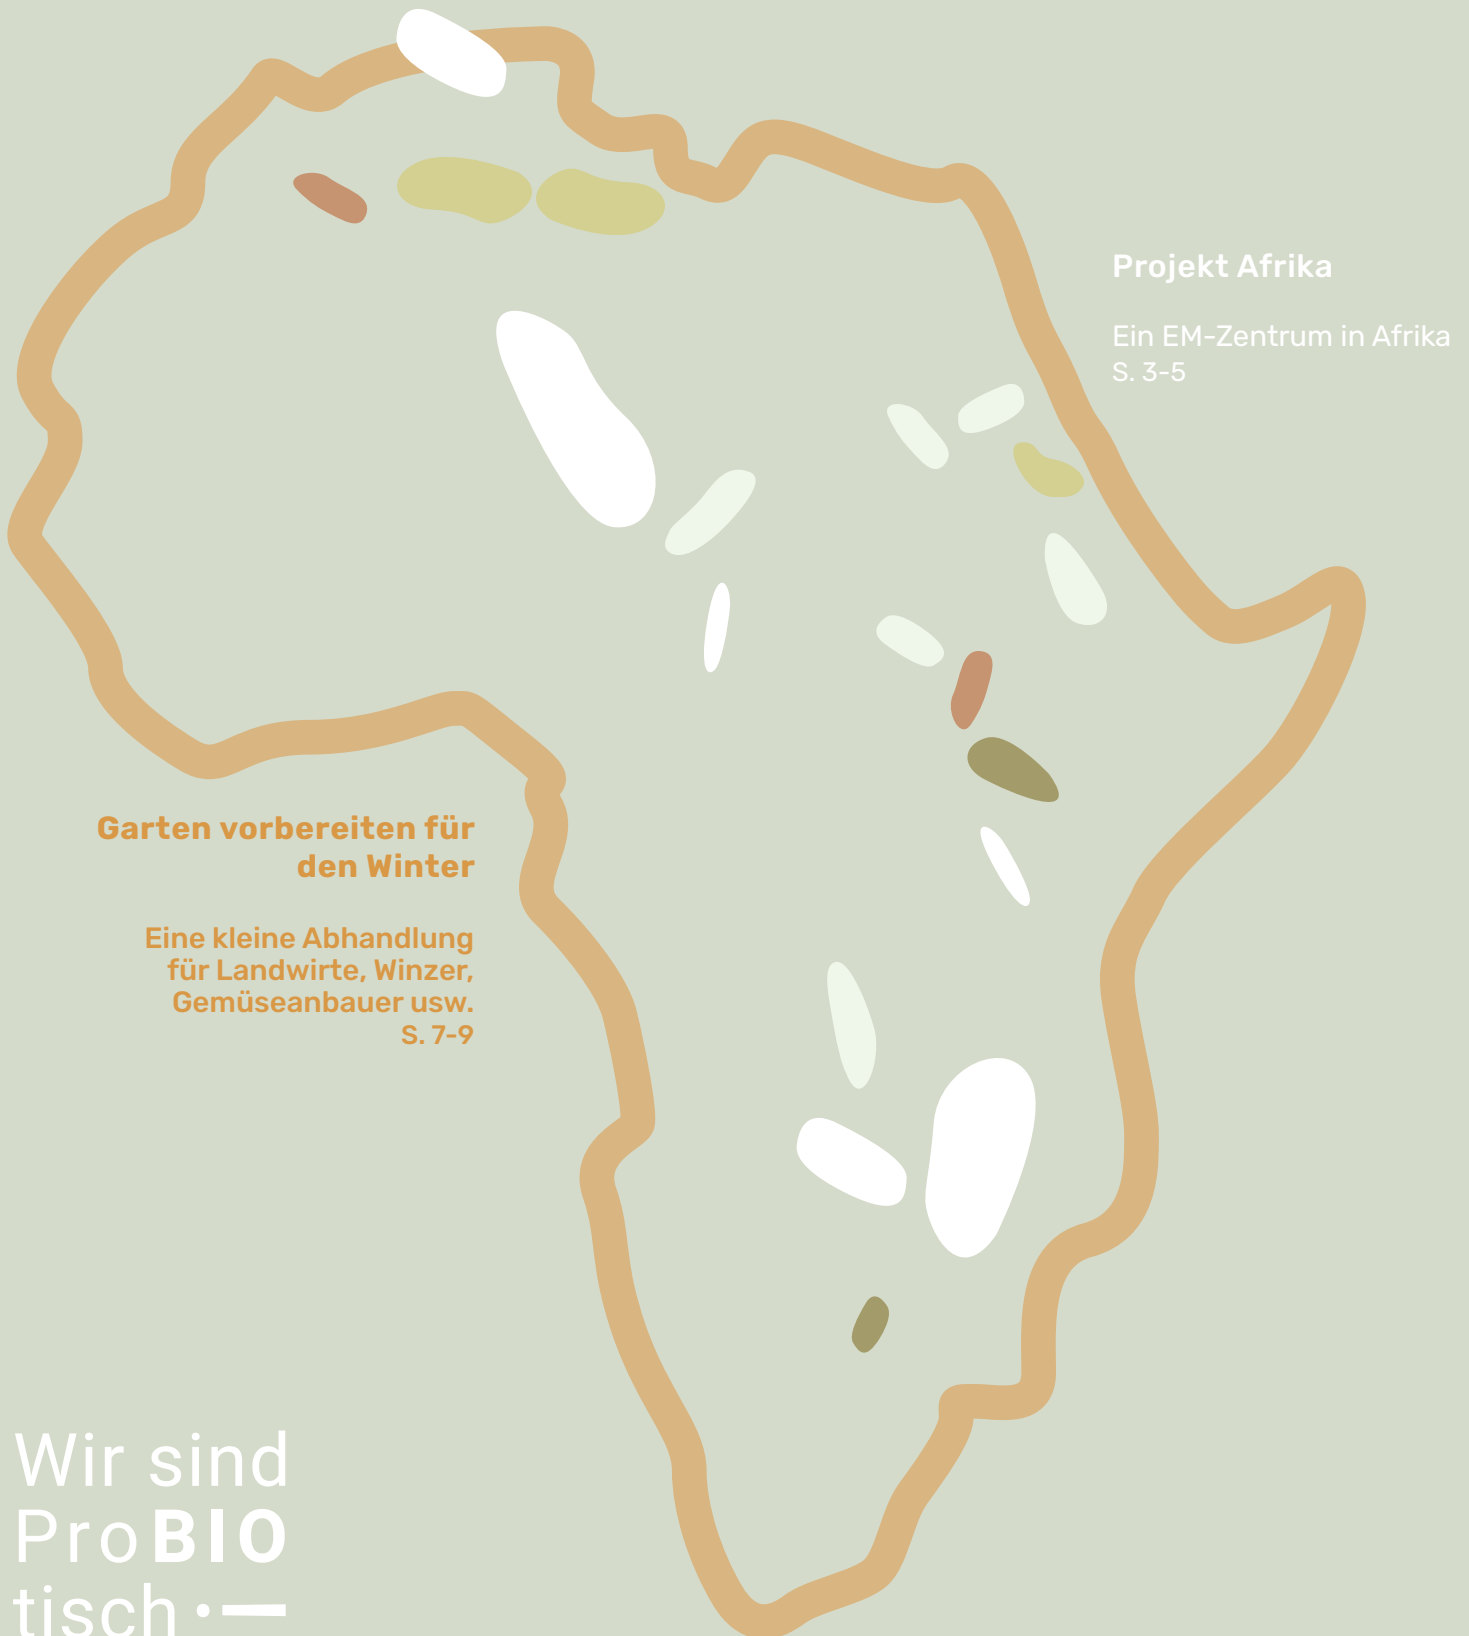 Projekt Afrika
Ein EM-Zentrum in Afrika
S. 3-5
Garten vorbereiten für
den Winter
Eine kleine Abhandlung
für Landwirte, Winzer,
Gemüseanbauer usw.
S. 7-9
Wir sind
ProBIO
tisch